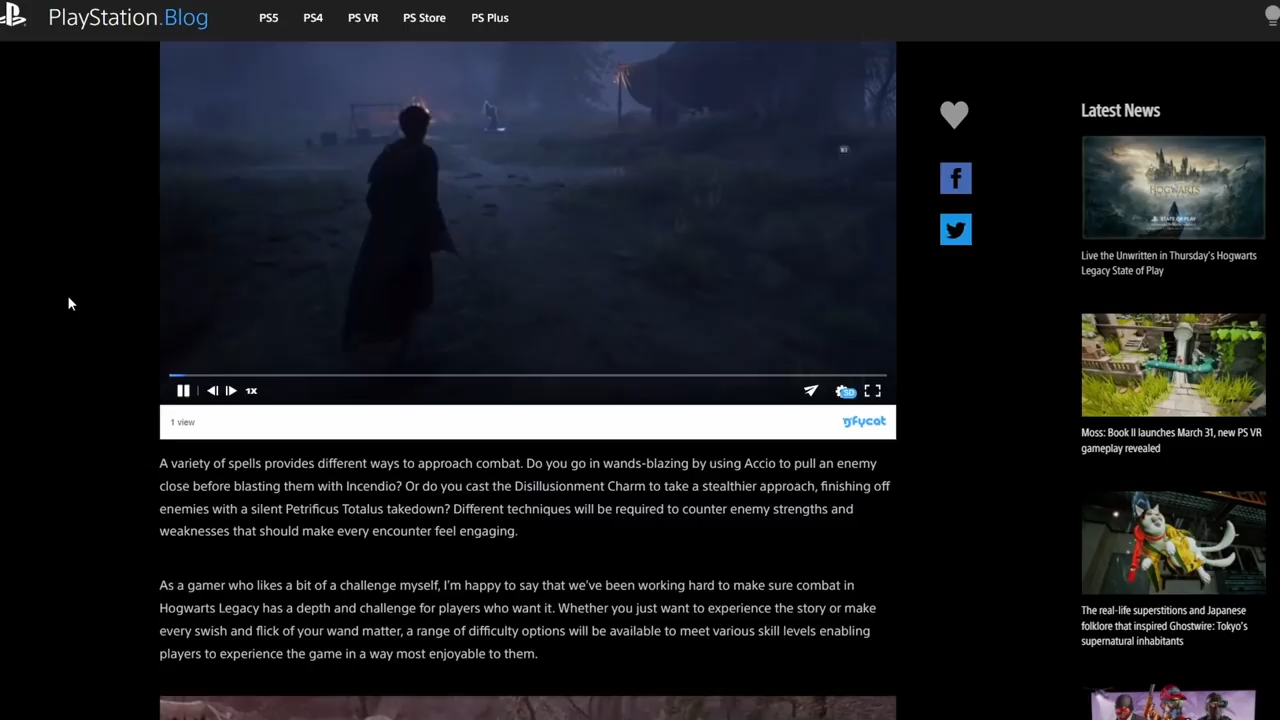 PlayStation.Blog
PS5
PS4
PS VR
PS Store
PS Plus
1X
SD
1 view
gfycat
A variety of spells provides different ways to approach combat. Do you go in wands-blazing by using Accio to pull an enemy
close before blasting them with Incendio? Or do you cast the Disillusionment Charm to take a stealthier approach, finishing off
enemies with a silent Petrificus Totalus takedown? Different techniques will be required to counter enemy strengths and
weaknesses that should make every encounter feel engaging.
As a gamer who likes a bit of a challenge myself, I'm happy to say that we've been working hard to make sure combat in
Hogwarts Legacy has a depth and challenge for players who want it. Whether you just want to experience the story or make
every swish and flick of your wand matter, a range of difficulty options will be available to meet various skill levels enabling
players to experience the game in a way most enjoyable to them.
Latest News
HOGWARTS
STATE OF PLAY
Live the Unwritten in Thursday's Hogwarts
Legacy State of Play
Moss: Book II launches March 31, new PS VR
gameplay revealed
The real-life superstitions and Japanese
folklore that inspired Ghostwire: Tokyo's
supernatural inhabitants